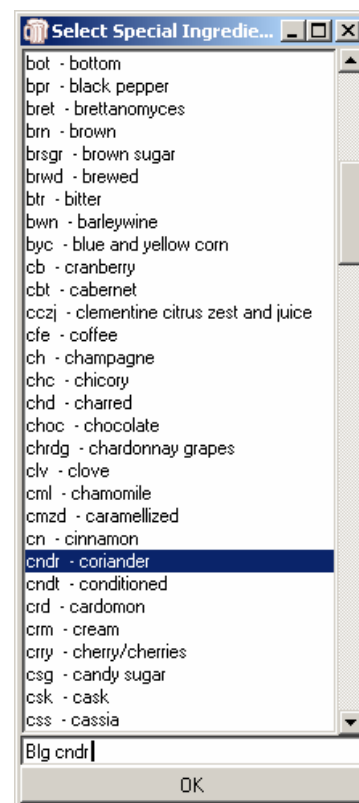 Select Special Ingredie...
bot - bottom
bpr - black pepper
bret - brettanomyces
brn - brown
brsgr - brown sugar
brwd - brewed
btr - bitter
bwn - barleywine
byc - blue and yellow corn
cb - cranberry
cbt - cabernet
cczj - clementine citrus zest and juice
cfe - coffee
ch - champagne
chc - chicory
chd - charred
choc - chocolate
chrdg - chardonnay grapes
clv - clove
cml - chamomile
cmzd - caramellized
cn - cinnamon
cndr - coriander
cndt - conditioned
crd - cardomon
crm - cream
crry - cherry/cherries
csg - candy sugar
csk - cask
css - cassia
Blg cndr
OK